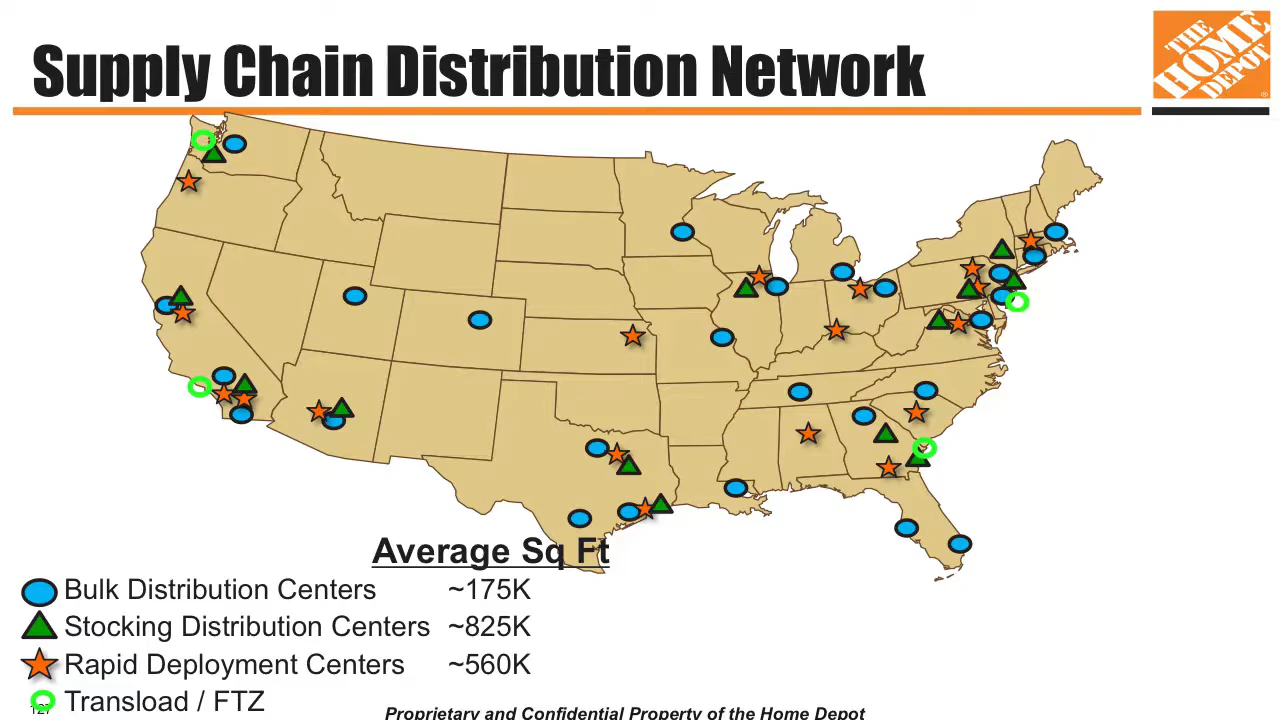 Supply Chain Distribution Network
THE
HOME
DEPOT
®
Average Sq Ft
Bulk Distribution Centers ~175K
Stocking Distribution Centers ~825K
Rapid Deployment Centers ~560K
Transload / FTZ
127
Proprietary and Confidential Property of the Home Depot